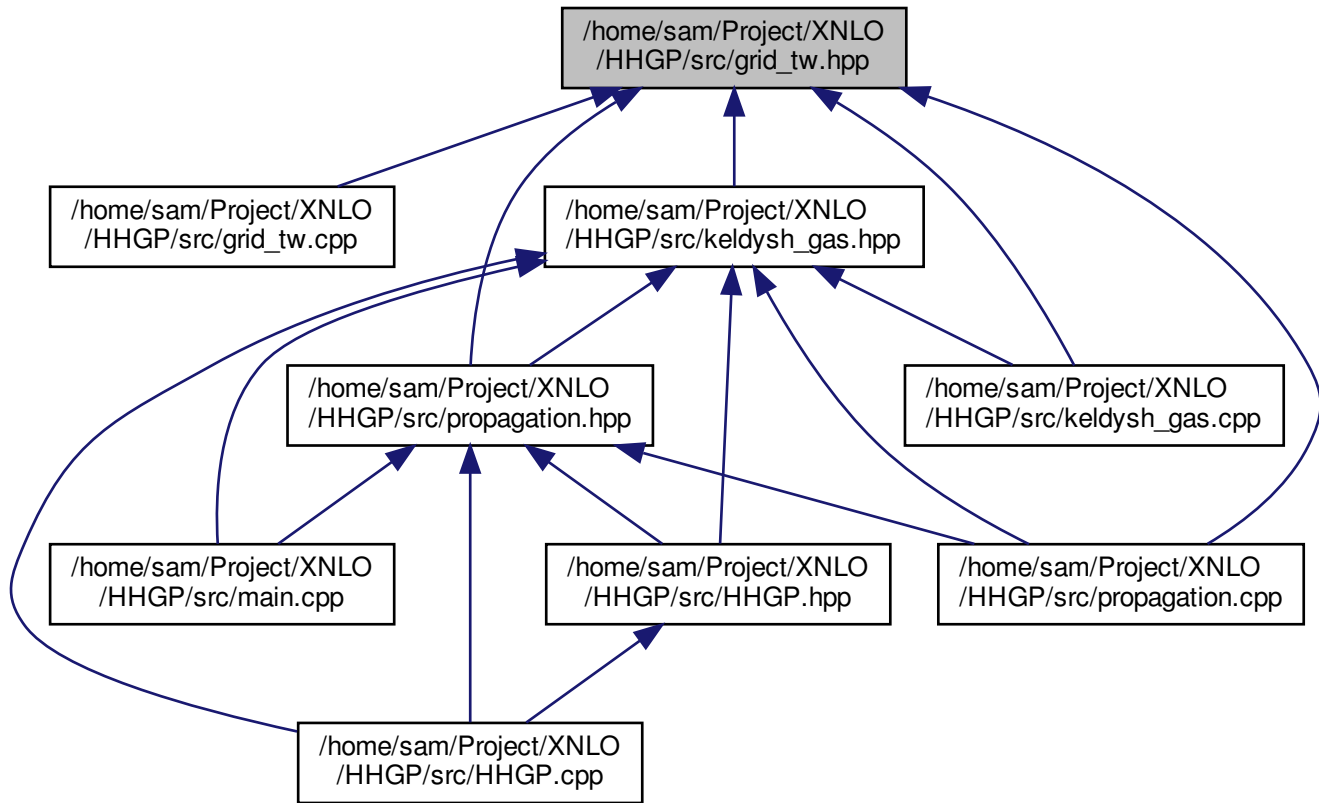 /home/sam/Project/XNLO
/HHGP/src/grid_tw.hpp
/home/sam/Project/XNLO
/HHGP/src/grid_tw.cpp
/home/sam/Project/XNLO
/HHGP/src/keldysh_gas.hpp
/home/sam/Project/XNLO
/HHGP/src/propagation.hpp
/home/sam/Project/XNLO
/HHGP/src/keldysh_gas.cpp
/home/sam/Project/XNLO
/HHGP/src/main.cpp
/home/sam/Project/XNLO
/HHGP/src/HHGP.hpp
/home/sam/Project/XNLO
/HHGP/src/propagation.cpp
/home/sam/Project/XNLO
/HHGP/src/HHGP.cpp